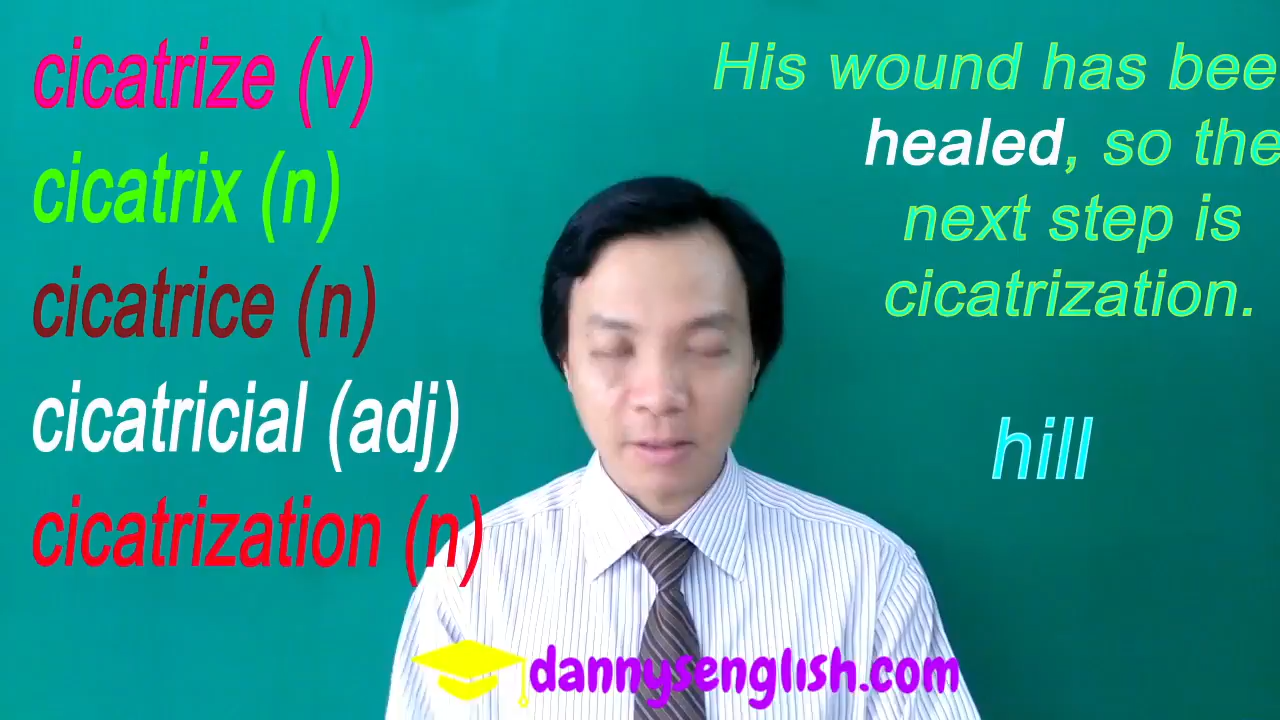 cicatrize (v)
cicatrix (n)
cicatrice (n)
cicatricial (adj)
cicatrization (n)
His wound has bee
healed, so the
next step is
cicatrization.
hill
dannysenglish.com